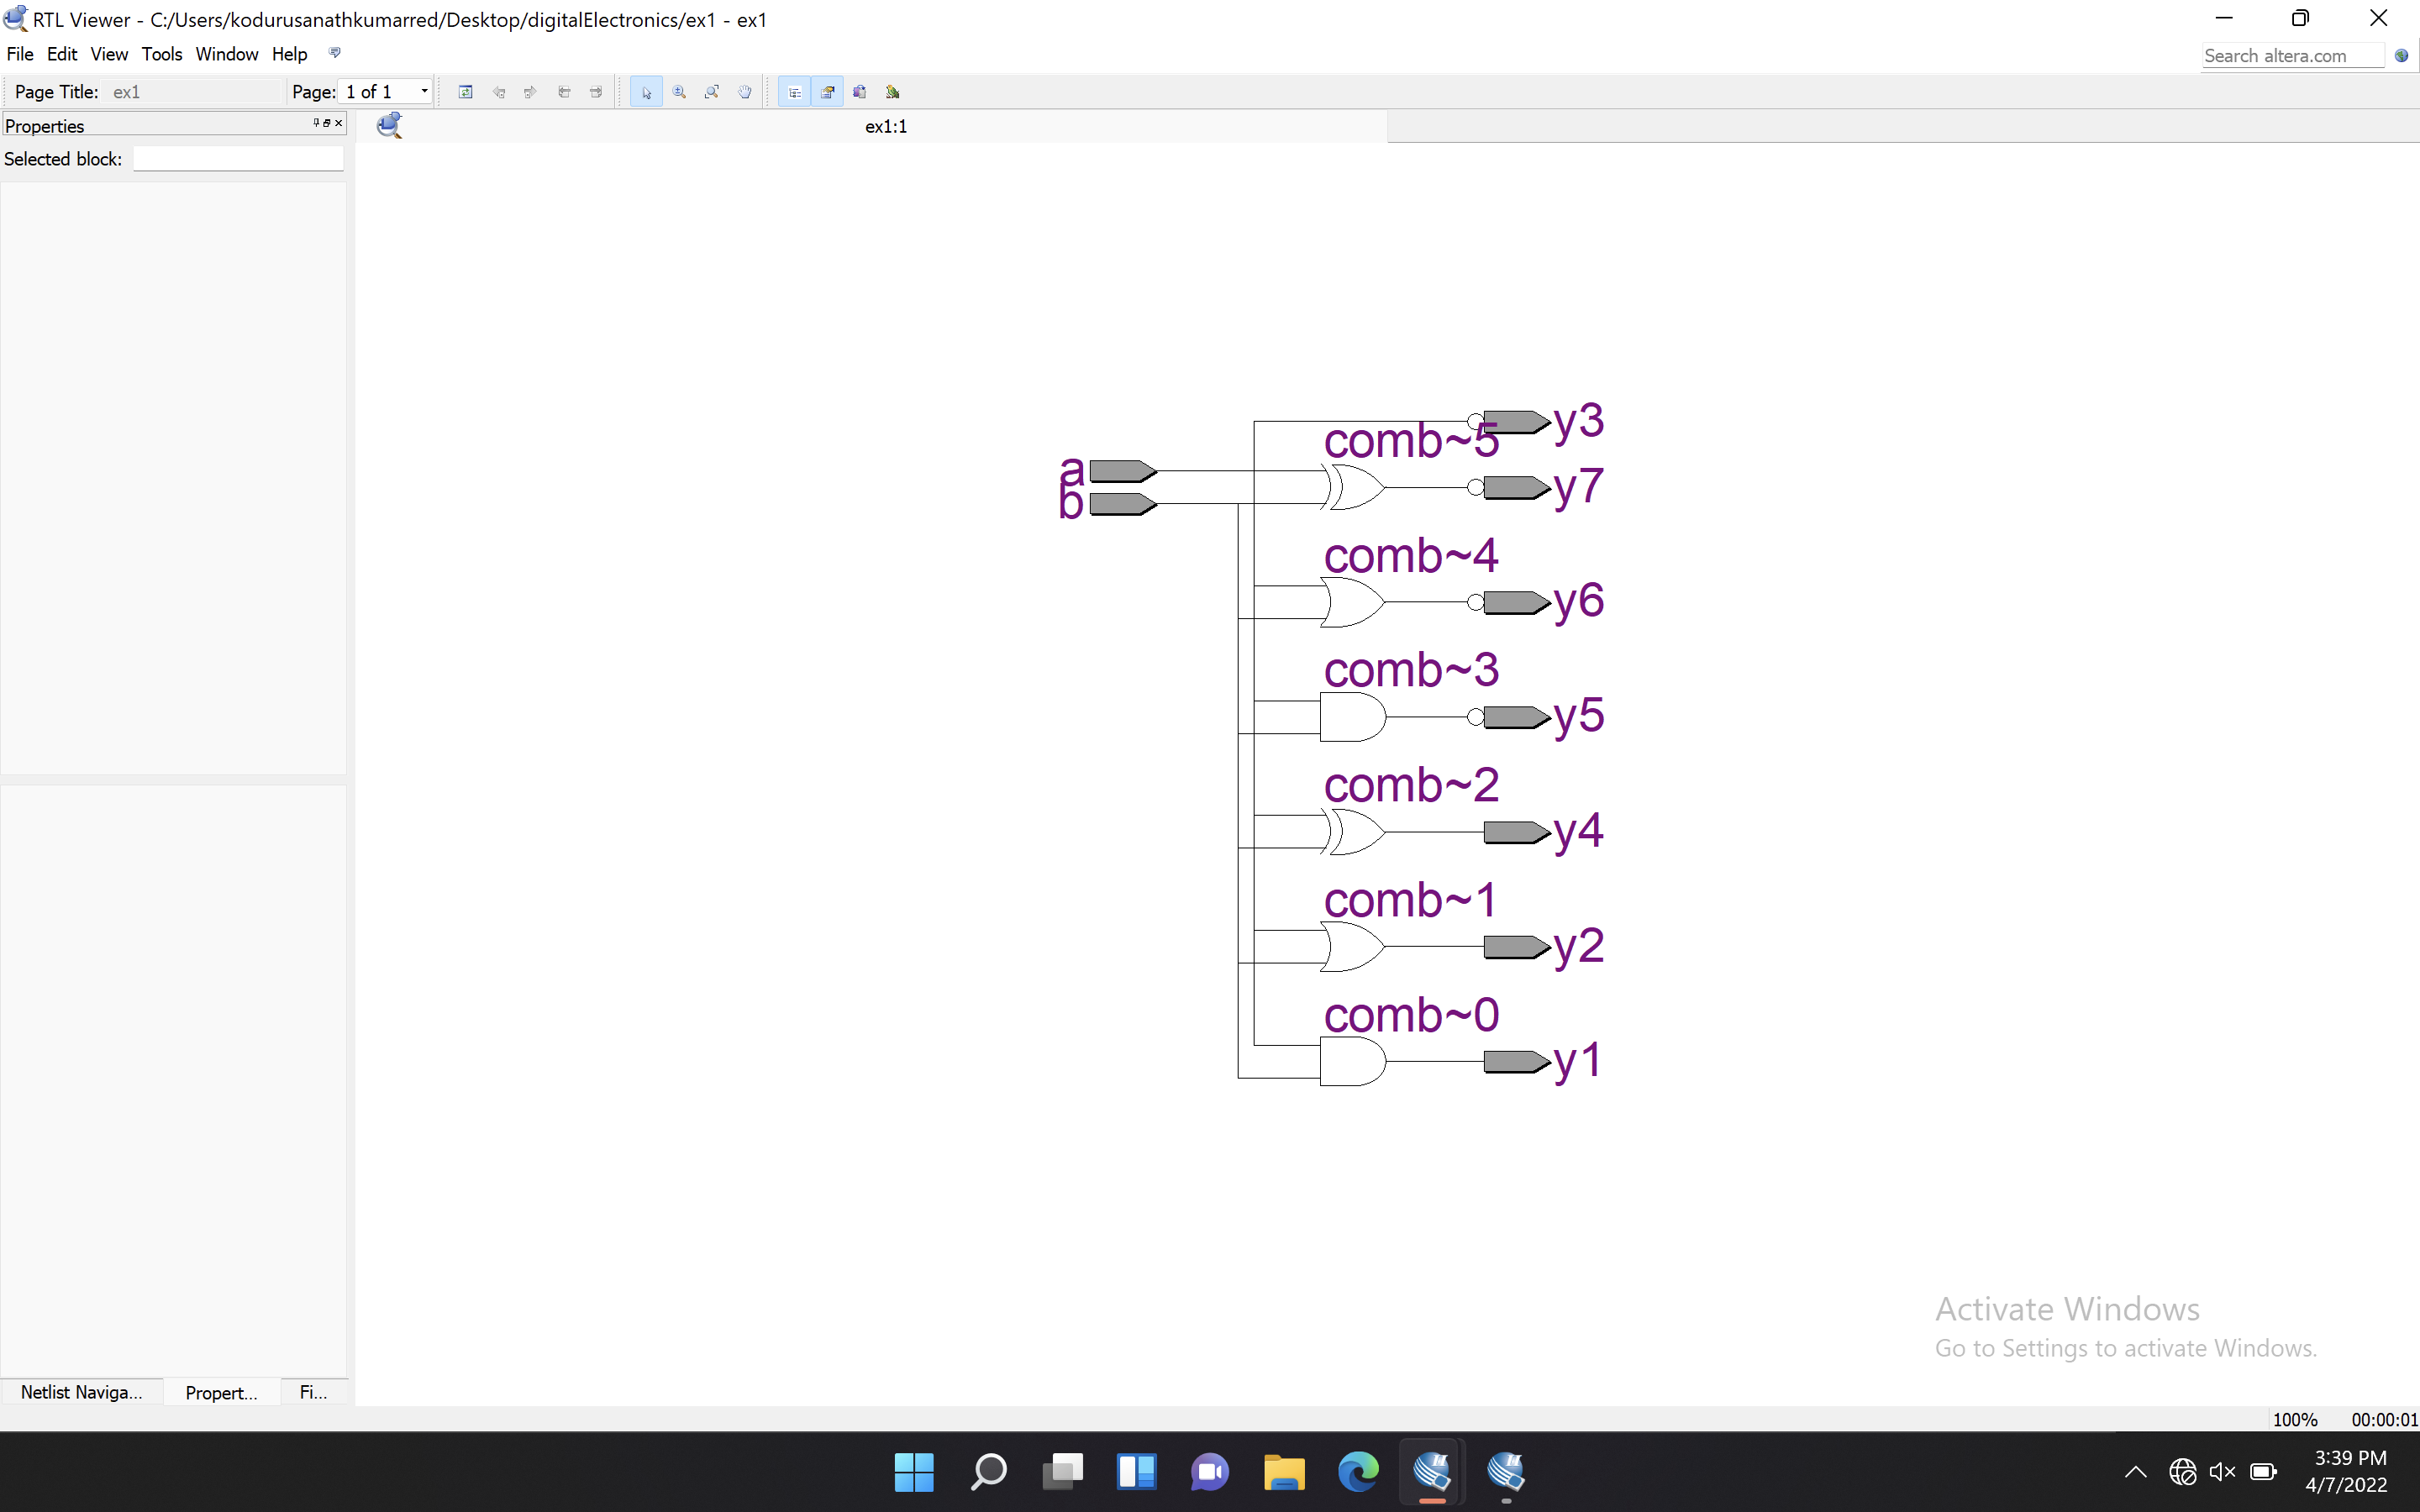 RTL Viewer - C:/Users/kodurusanathkumarred/Desktop/digitalElectronics/ex1 - ex1
File Edit View Tools Window Help
Search altera.com
Page Title: ex1 Page: 1 of 1
Properties
ex1:1
Selected block:
y3
comb~5
a
y7
b
comb~4
y6
comb~3
y5
comb~2
y4
comb~1
y2
comb~0
y1
Activate Windows
Go to Settings to activate Windows.
Netlist Naviga... Propert... Fi...
100% 00:00:01
3:39 PM
4/7/2022